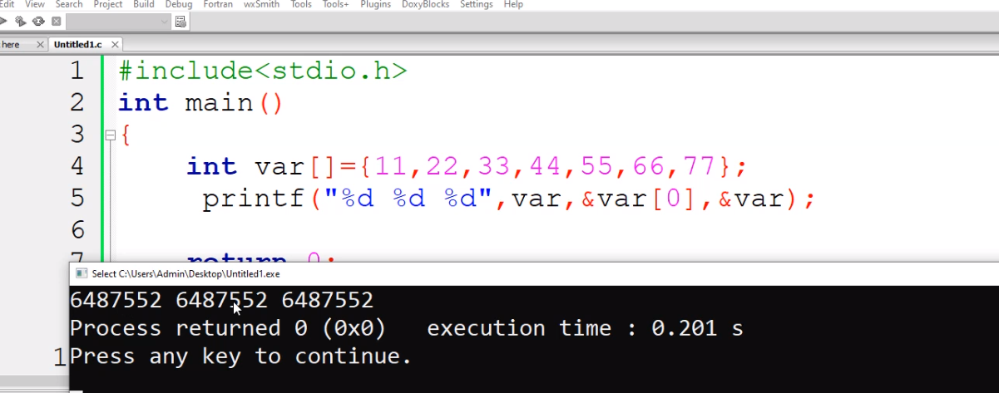 Edit View Search Project Build Debug Fortran wxSmith Tools Tools+ Plugins DoxyBlocks Settings Help
here Untitled1.c
1 #include<stdio.h>
2 int main()
3 {
4 int var[]={11,22,33,44,55,66,77};
5 printf("%d %d %d",var,&var[0],&var);
6
7 return 0;
Select C:\Users\Admin\Desktop\Untitled1.exe
6487552 6487552 6487552
Process returned 0 (0x0) execution time : 0.201 s
1
Press any key to continue.